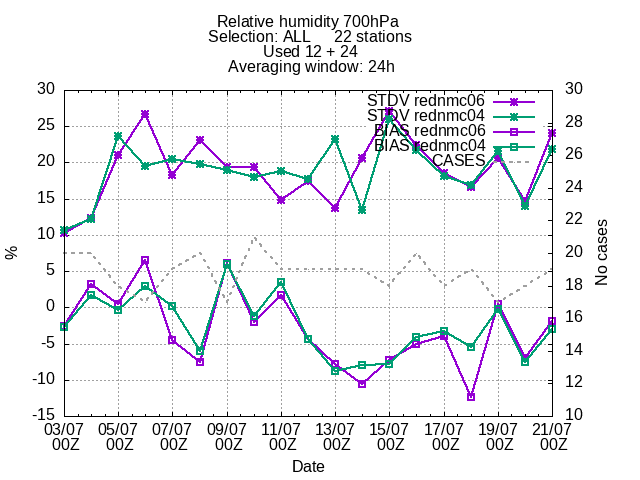 Relative humidity 700hPa
Selection: ALL 22 stations
Used 12 + 24
Averaging window: 24h
STDV rednmc06
STDV rednmc04
BIAS rednmc06
BIAS rednmc04
CASES
30
25
20
15
10
5
0
-5
-10
-15
%
30
28
26
24
22
20
18
16
14
12
10
No cases
03/07 05/07 07/07 09/07 11/07 13/07 15/07 17/07 19/07 21/07
00Z 00Z 00Z 00Z 00Z 00Z 00Z 00Z 00Z 00Z
Date